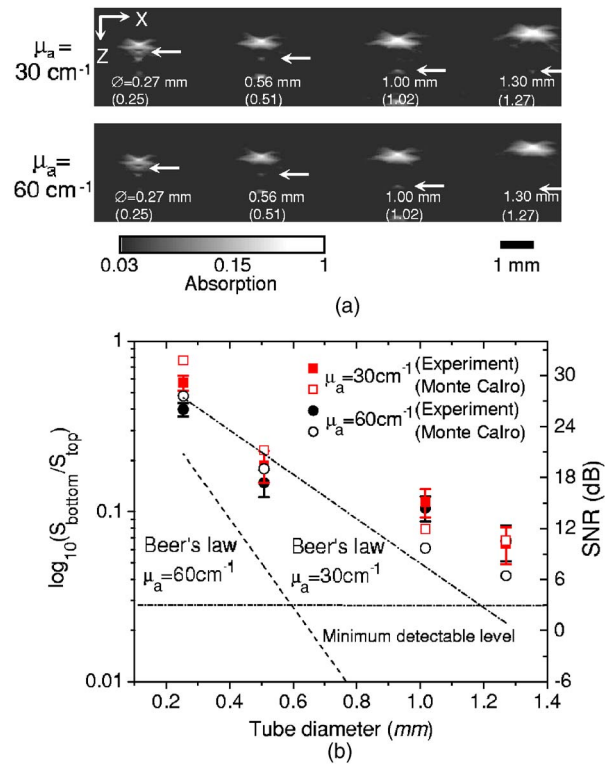 X
Z
μa=
30 cm-1
Ø=0.27 mm 0.56 mm 1.00 mm 1.30 mm
(0.25) (0.51) (1.02) (1.27)
μa=
60 cm-1
Ø=0.27 mm 0.56 mm 1.00 mm 1.30 mm
(0.25) (0.51) (1.02) (1.27)
0.03 0.15 1
Absorption
1 mm
(a)
1
0.1
0.01
log10(Sbottom/Stop)
μa=30cm-1 (Experiment)
(Monte Calro)
μa=60cm-1 (Experiment)
(Monte Calro)
Beer's law
μa=60cm-1
Beer's law
μa=30cm-1
Minimum detectable level
30
24
18
12
6
0
-6
SNR (dB)
0.2 0.4 0.6 0.8 1.0 1.2 1.4
Tube diameter (mm)
(b)